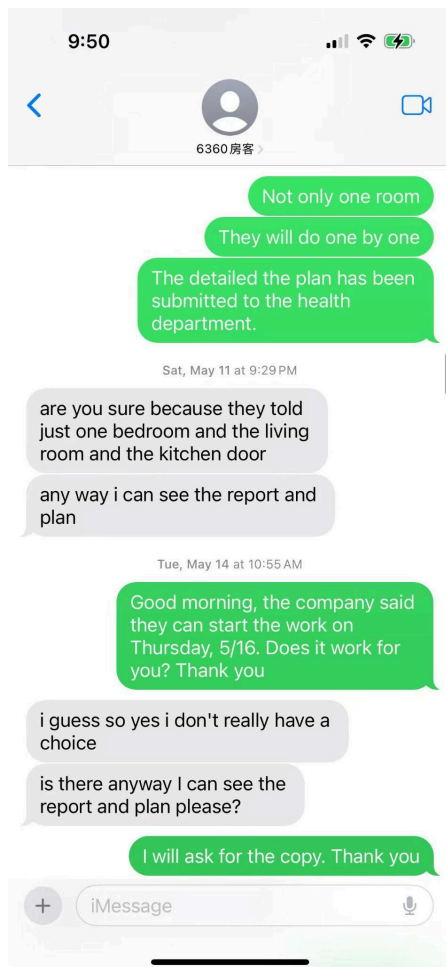 9:50
6360房客
Not only one room
They will do one by one
The detailed the plan has been
submitted to the health
department.
Sat, May 11 at 9:29 PM
are you sure because they told
just one bedroom and the living
room and the kitchen door
any way i can see the report and
plan
Tue, May 14 at 10:55 AM
Good morning, the company said
they can start the work on
Thursday, 5/16. Does it work for
you? Thank you
i guess so yes i don't really have a
choice
is there anyway I can see the
report and plan please?
I will ask for the copy. Thank you
iMessage